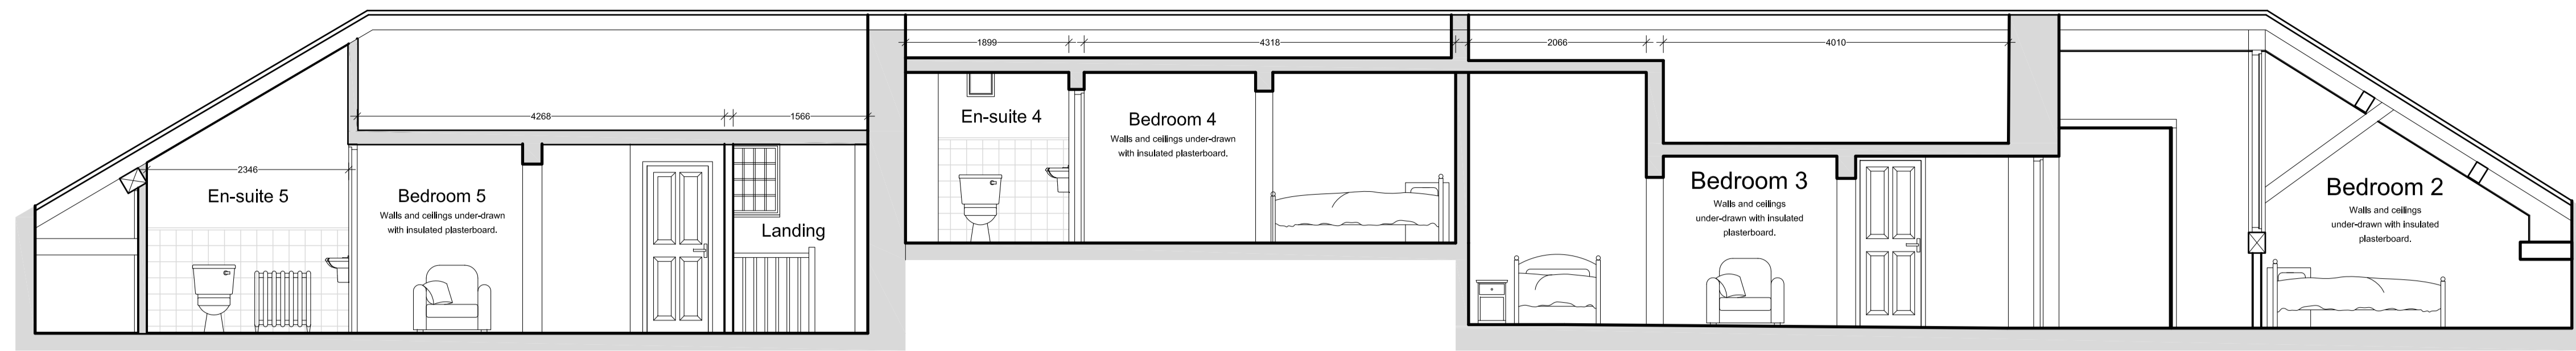 1899
4318
2066
4010
4268
1566
2346
En-suite 5
Bedroom 5
Walls and ceilings under-drawn
with insulated plasterboard.
Landing
En-suite 4
Bedroom 4
Walls and ceilings under-drawn
with insulated plasterboard.
Bedroom 3
Walls and ceilings
under-drawn with insulated
plasterboard.
Bedroom 2
Walls and ceilings
under-drawn with insulated
plasterboard.